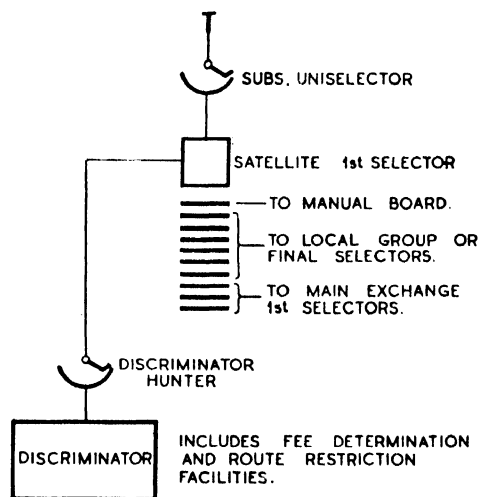 SUBS. UNISELECTOR
SATELLITE 1st SELECTOR
TO MANUAL BOARD.
TO LOCAL GROUP OR
FINAL SELECTORS.
TO MAIN EXCHANGE
1st SELECTORS.
DISCRIMINATOR
HUNTER
DISCRIMINATOR
INCLUDES FEE DETERMINATION
AND ROUTE RESTRICTION
FACILITIES.